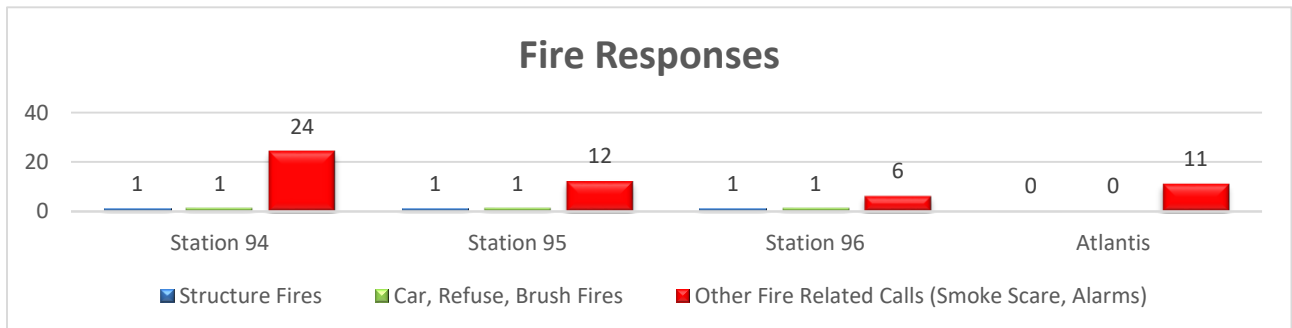 Fire Responses
40
20
0
1 1 24
1 1 12
1 1 6
0 0 11
Station 94 Station 95 Station 96 Atlantis
Structure Fires Car, Refuse, Brush Fires Other Fire Related Calls (Smoke Scare, Alarms)